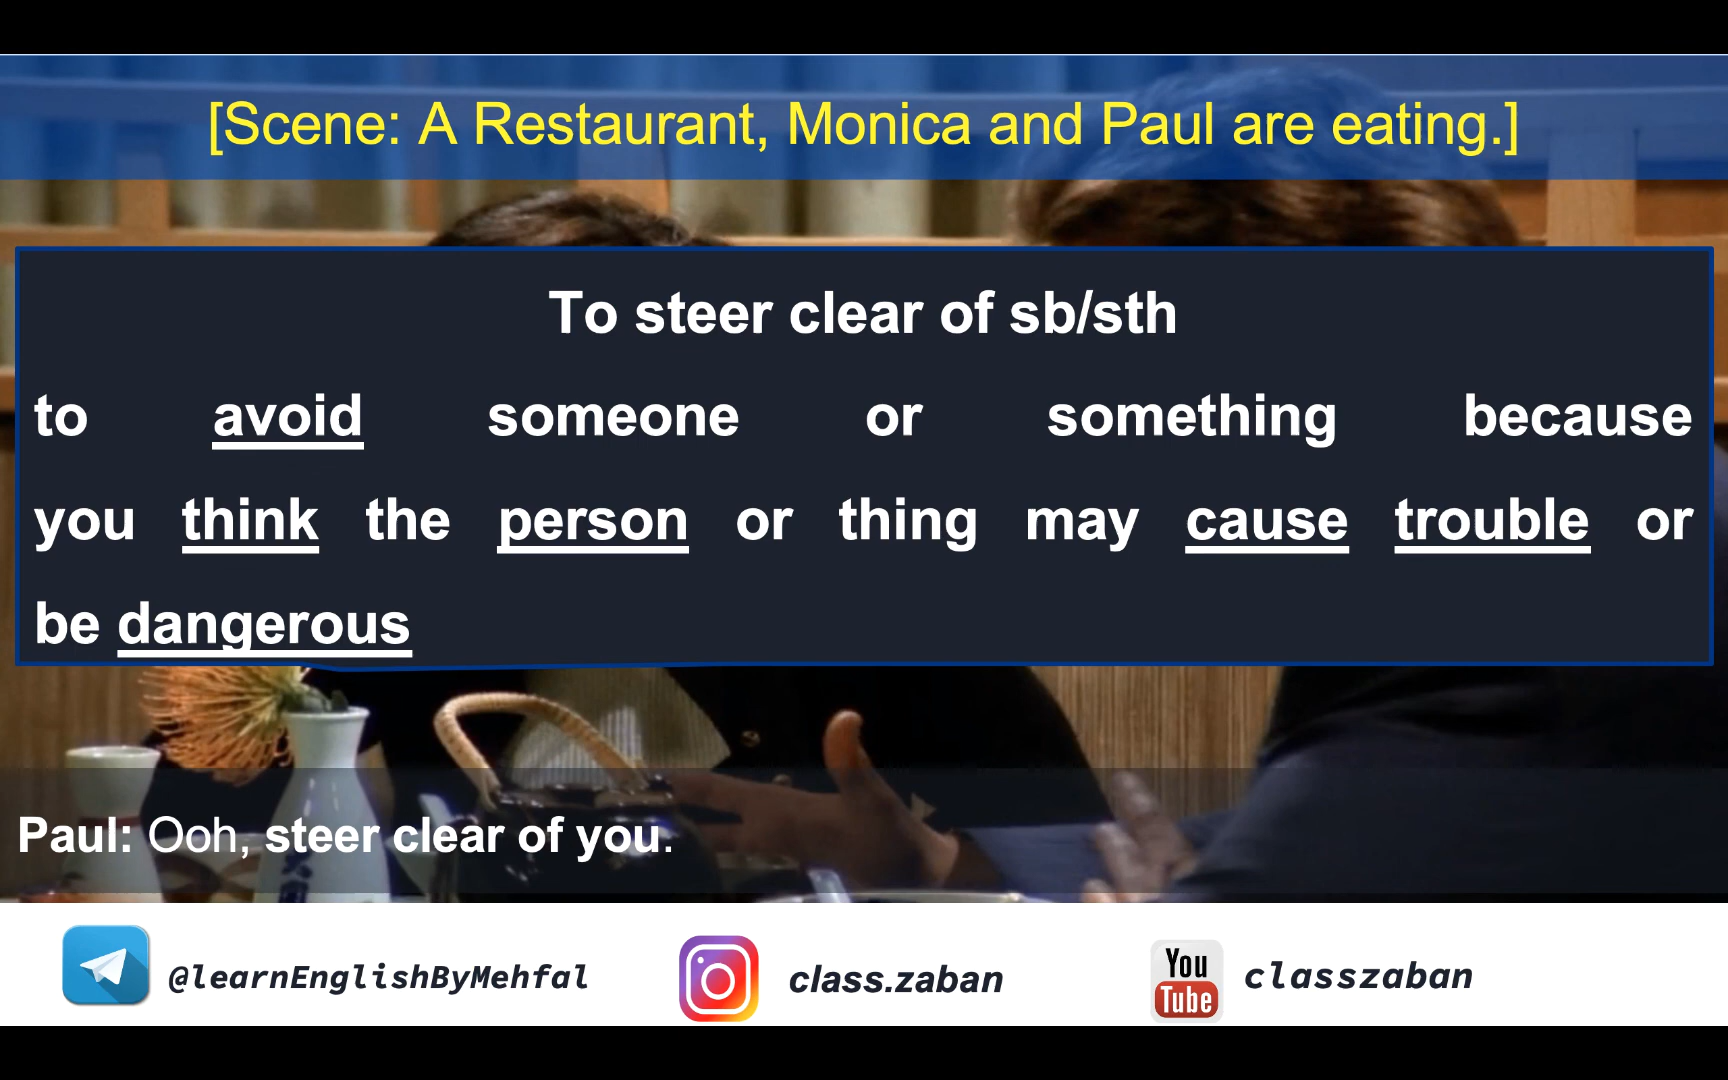 [Scene: A Restaurant, Monica and Paul are eating.]
To steer clear of sb/sth
to avoid someone or something because
you think the person or thing may cause trouble or
be dangerous
Paul: Ooh, steer clear of you.
@learnEnglishByMehfal
class.zaban
You
Tube
classzaban